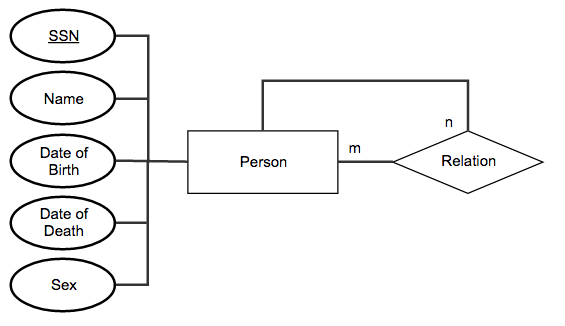 SSN
Name
Date of
Birth
Date of
Death
Sex
Person
m
n
Relation